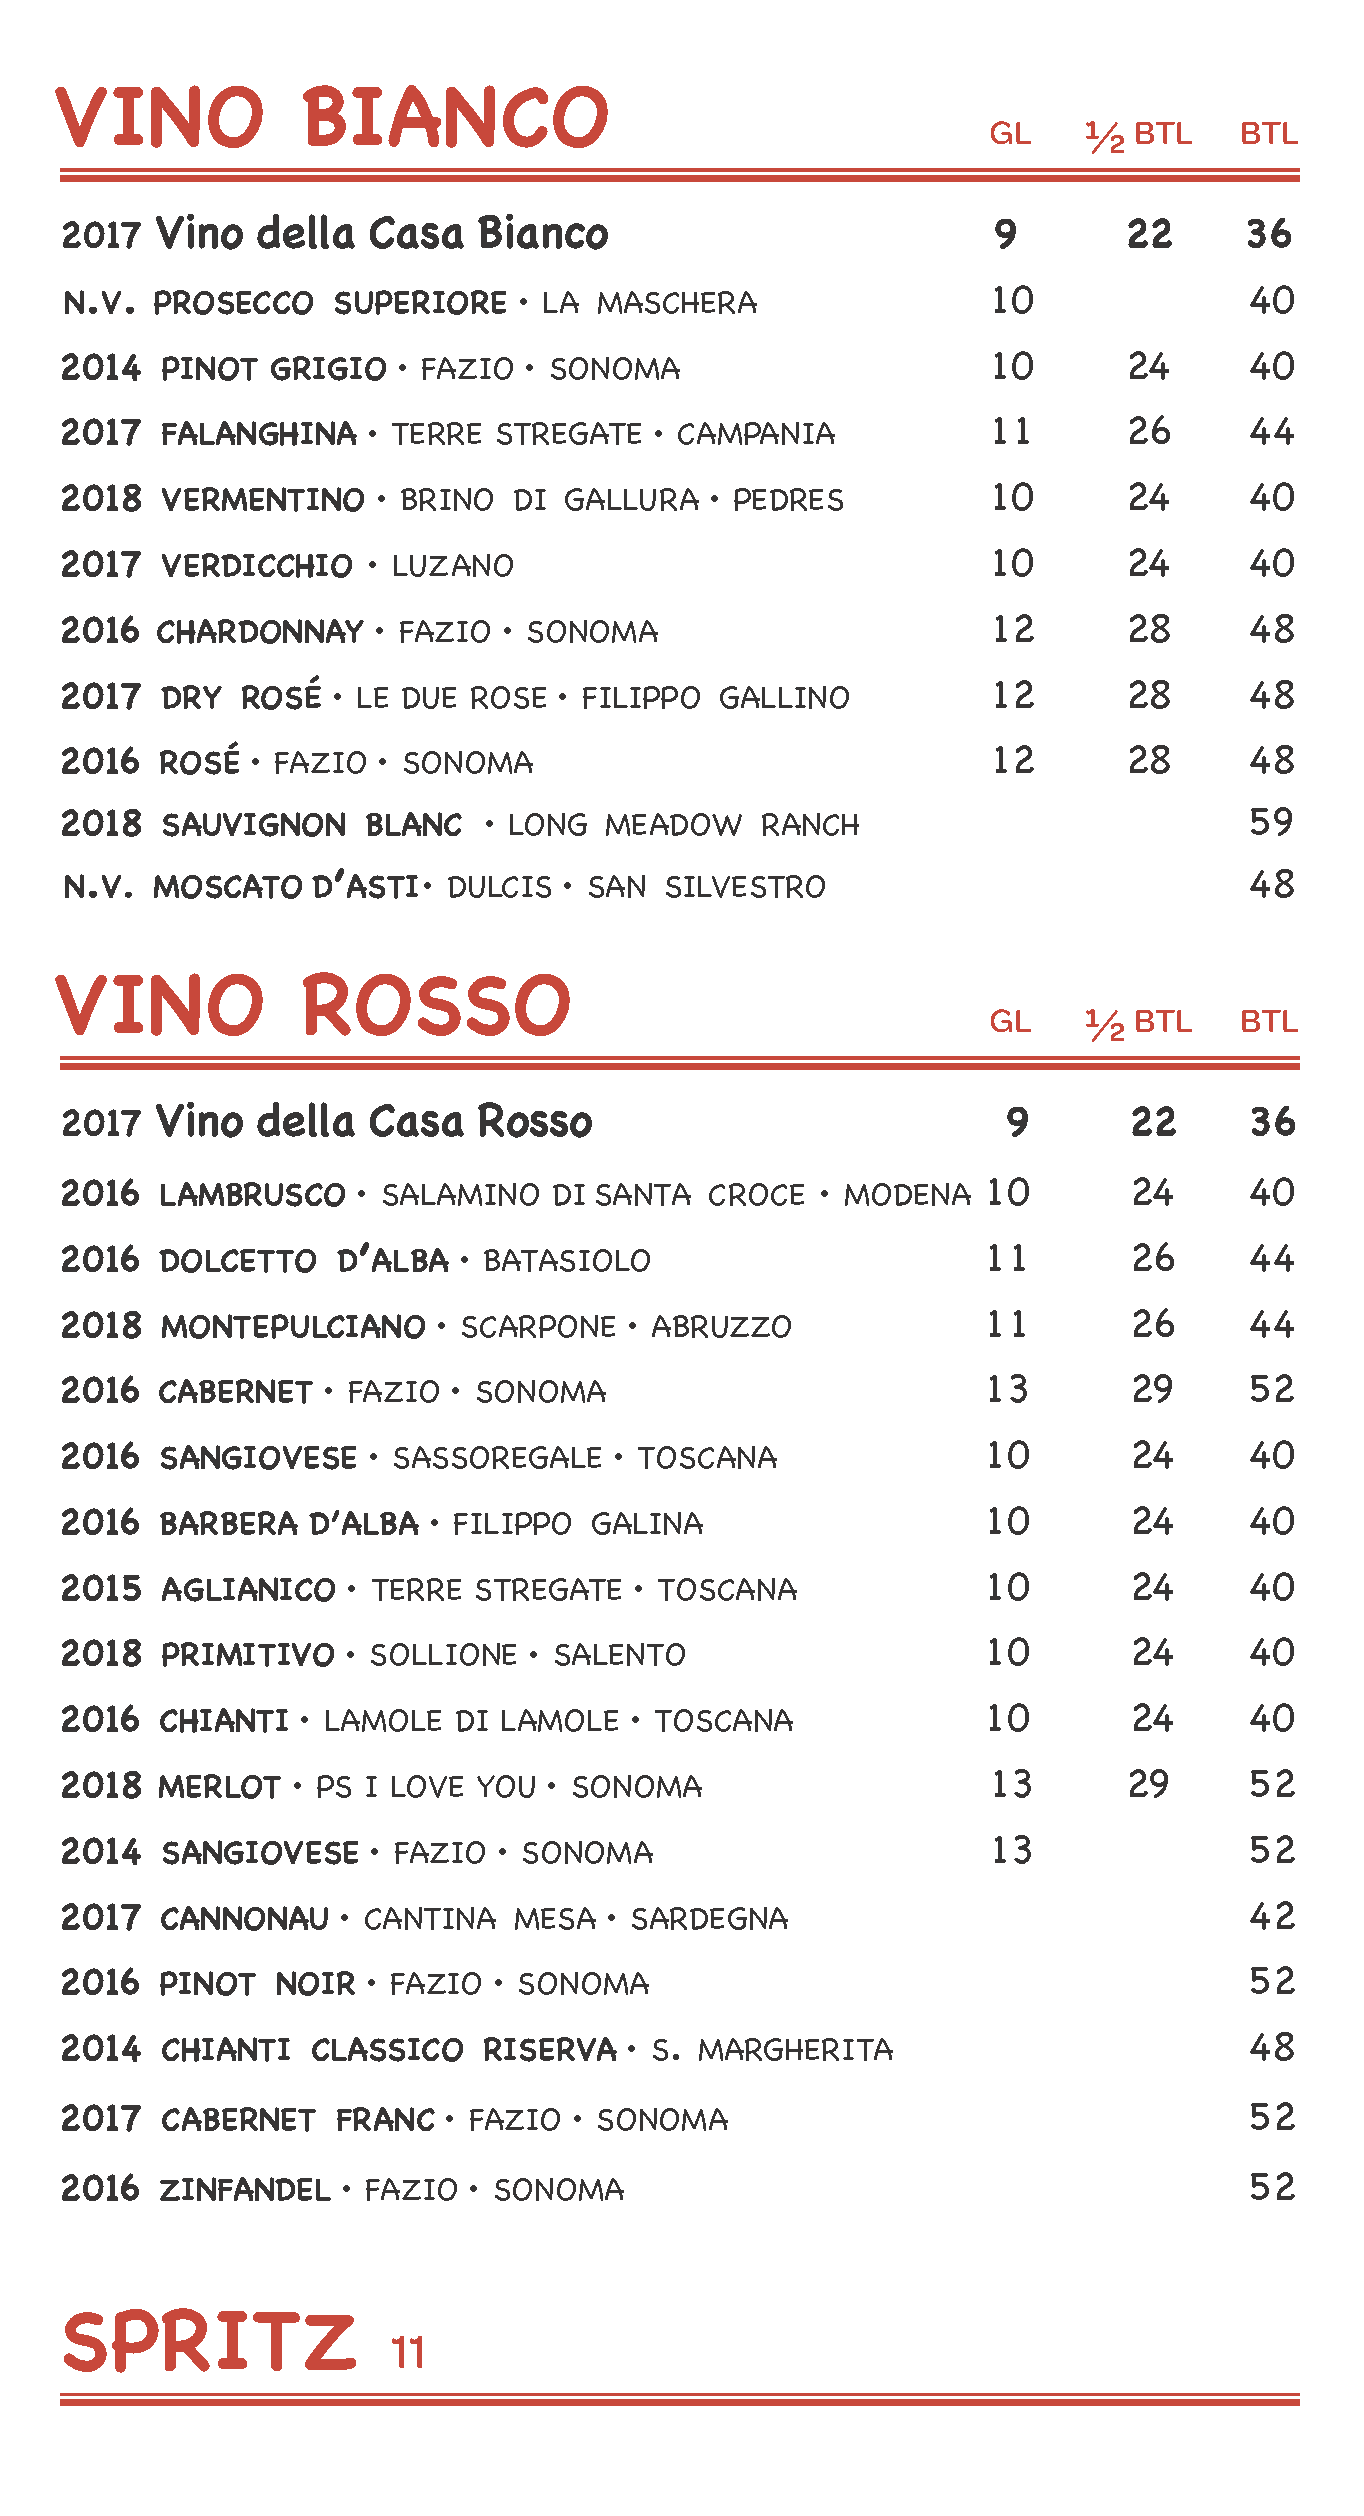 VINO BIANCO GL ½ BTL BTL
2017 Vino della Casa Bianco 9 22 36
N.V. PROSECCO SUPERIORE • LA MASCHERA 10 40
2014 PINOT GRIGIO • FAZIO • SONOMA 10 24 40
2017 FALANGHINA • TERRE STREGATE • CAMPANIA 11 26 44
2018 VERMENTINO • BRINO DI GALLURA • PEDRES 10 24 40
2017 VERDICCHIO • LUZANO 10 24 40
2016 CHARDONNAY • FAZIO • SONOMA 12 28 48
2017 DRY ROSÉ • LE DUE ROSE • FILIPPO GALLINO 12 28 48
2016 ROSÉ • FAZIO • SONOMA 12 28 48
2018 SAUVIGNON BLANC • LONG MEADOW RANCH 59
N.V. MOSCATO D'ASTI • DULCIS • SAN SILVESTRO 48
VINO ROSSO GL ½ BTL BTL
2017 Vino della Casa Rosso 9 22 36
2016 LAMBRUSCO • SALAMINO DI SANTA CROCE • MODENA 10 24 40
2016 DOLCETTO D'ALBA • BATASIOLO 11 26 44
2018 MONTEPULCIANO • SCARPONE • ABRUZZO 11 26 44
2016 CABERNET • FAZIO • SONOMA 13 29 52
2016 SANGIOVESE • SASSOREGALE • TOSCANA 10 24 40
2016 BARBERA D'ALBA • FILIPPO GALINA 10 24 40
2015 AGLIANICO • TERRE STREGATE • TOSCANA 10 24 40
2018 PRIMITIVO • SOLLIONE • SALENTO 10 24 40
2016 CHIANTI • LAMOLE DI LAMOLE • TOSCANA 10 24 40
2018 MERLOT • PS I LOVE YOU • SONOMA 13 29 52
2014 SANGIOVESE • FAZIO • SONOMA 13 52
2017 CANNONAU • CANTINA MESA • SARDEGNA 42
2016 PINOT NOIR • FAZIO • SONOMA 52
2014 CHIANTI CLASSICO RISERVA • S. MARGHERITA 48
2017 CABERNET FRANC • FAZIO • SONOMA 52
2016 ZINFANDEL • FAZIO • SONOMA 52
SPRITZ 11